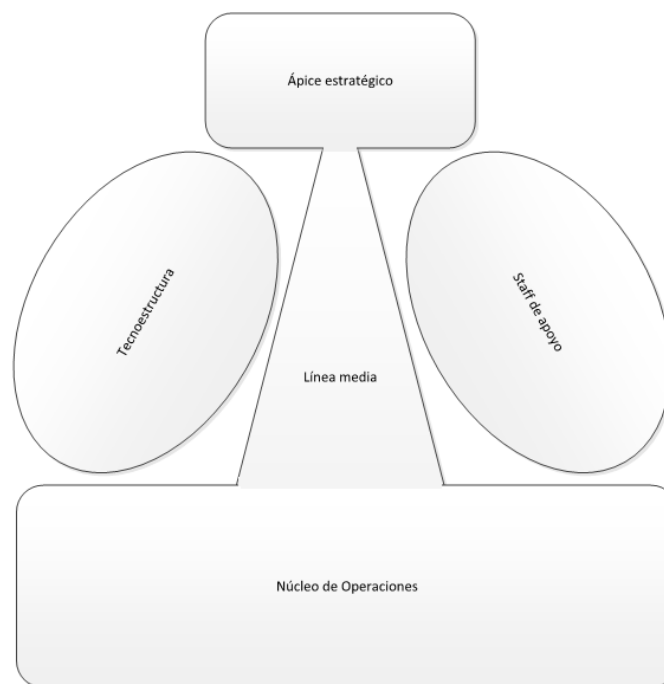 Ápice estratégico
Tecnoestructura
Staff de apoyo
Línea media
Núcleo de Operaciones